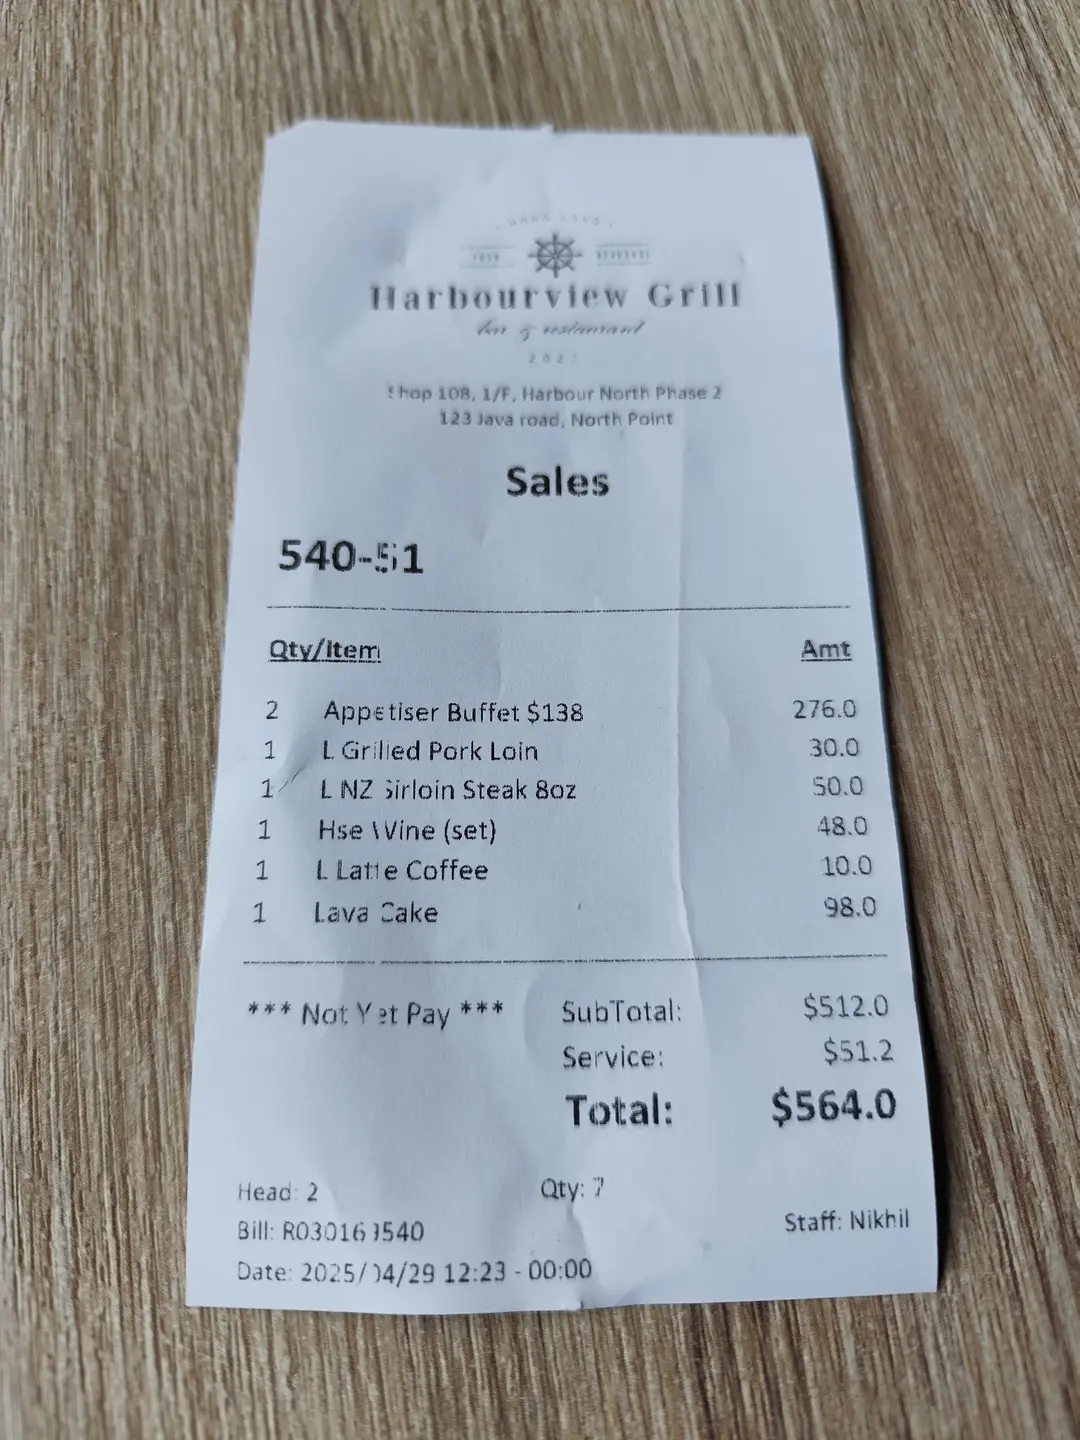 Harbourview Grill
bar & restaurant
Shop 108, 1/F, Harbour North Phase 2
123 Java road, North Point
Sales
540-51
Qty/Item Amt
2 Appetiser Buffet $138 276.0
1 L Grilled Pork Loin 30.0
1 L NZ Sirloin Steak 8oz 50.0
1 Hse Wine (set) 48.0
1 L Latte Coffee 10.0
1 Lava Cake 98.0
*** Not Yet Pay *** SubTotal: $512.0
Service: $51.2
Total: $564.0
Head: 2 Qty: 7
Bill: Staff: Nikhil
Date: 2025/04/29 12:23 - 00:00